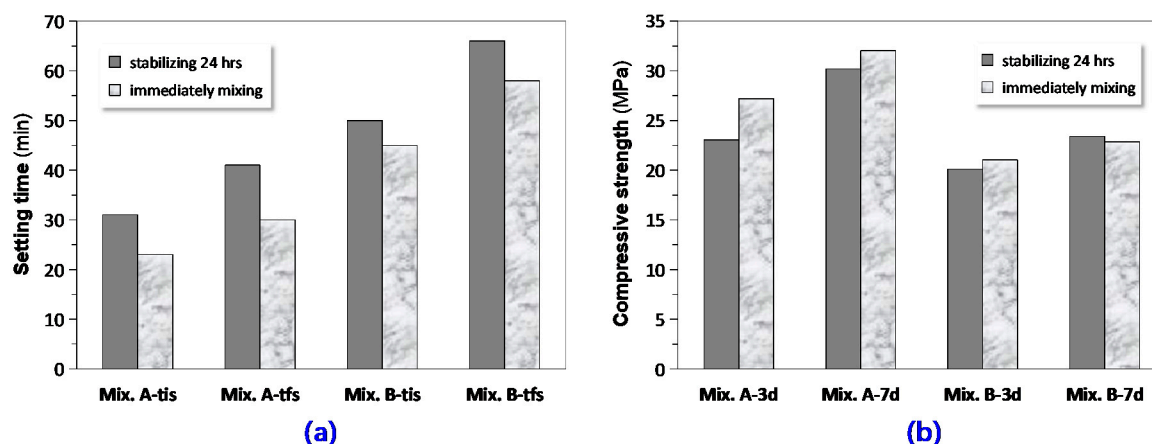 70
60
50
40
30
20
10
0
Setting time (min)
stabilizing 24 hrs
immediately mixing
Mix. A-tis
Mix. A-tfs
Mix. B-tis
Mix. B-tfs
(a)
35
30
25
20
15
10
5
0
Compressive strength (MPa)
stabilizing 24 hrs
immediately mixing
Mix. A-3d
Mix. A-7d
Mix. B-3d
Mix. B-7d
(b)